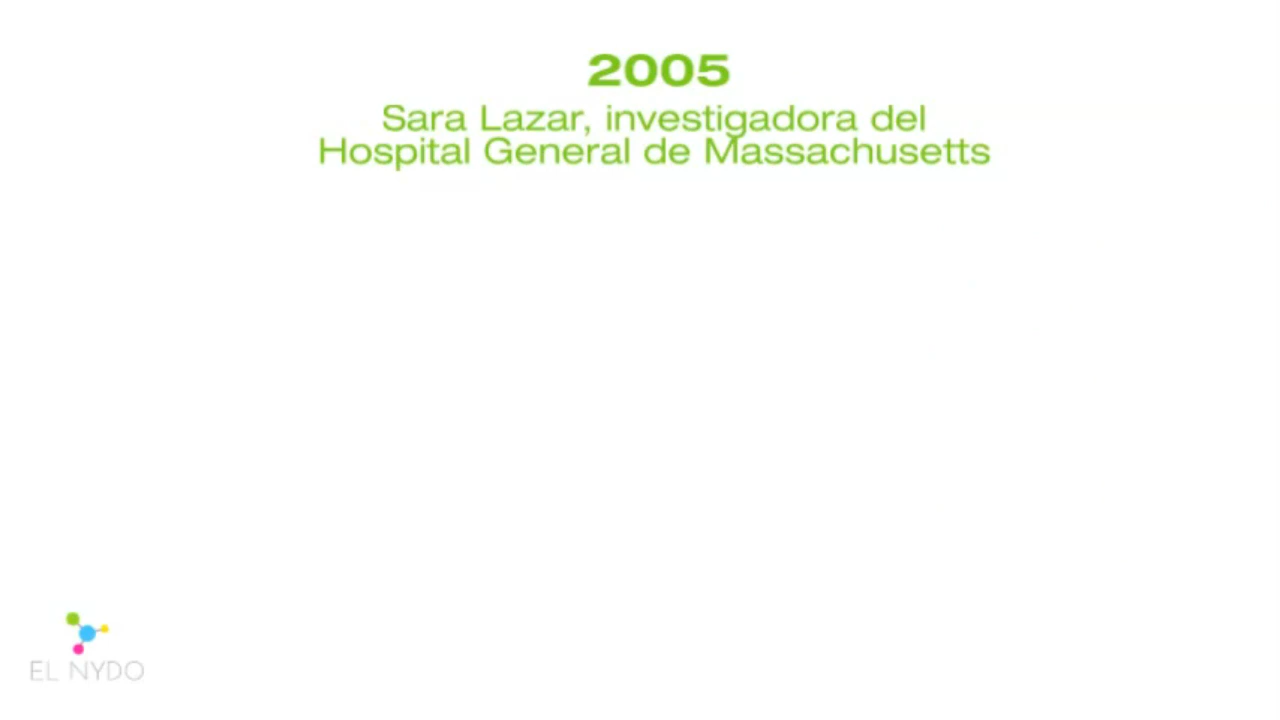 2005
Sara Lazar, investigadora del
Hospital General de Massachusetts
EL NYDO